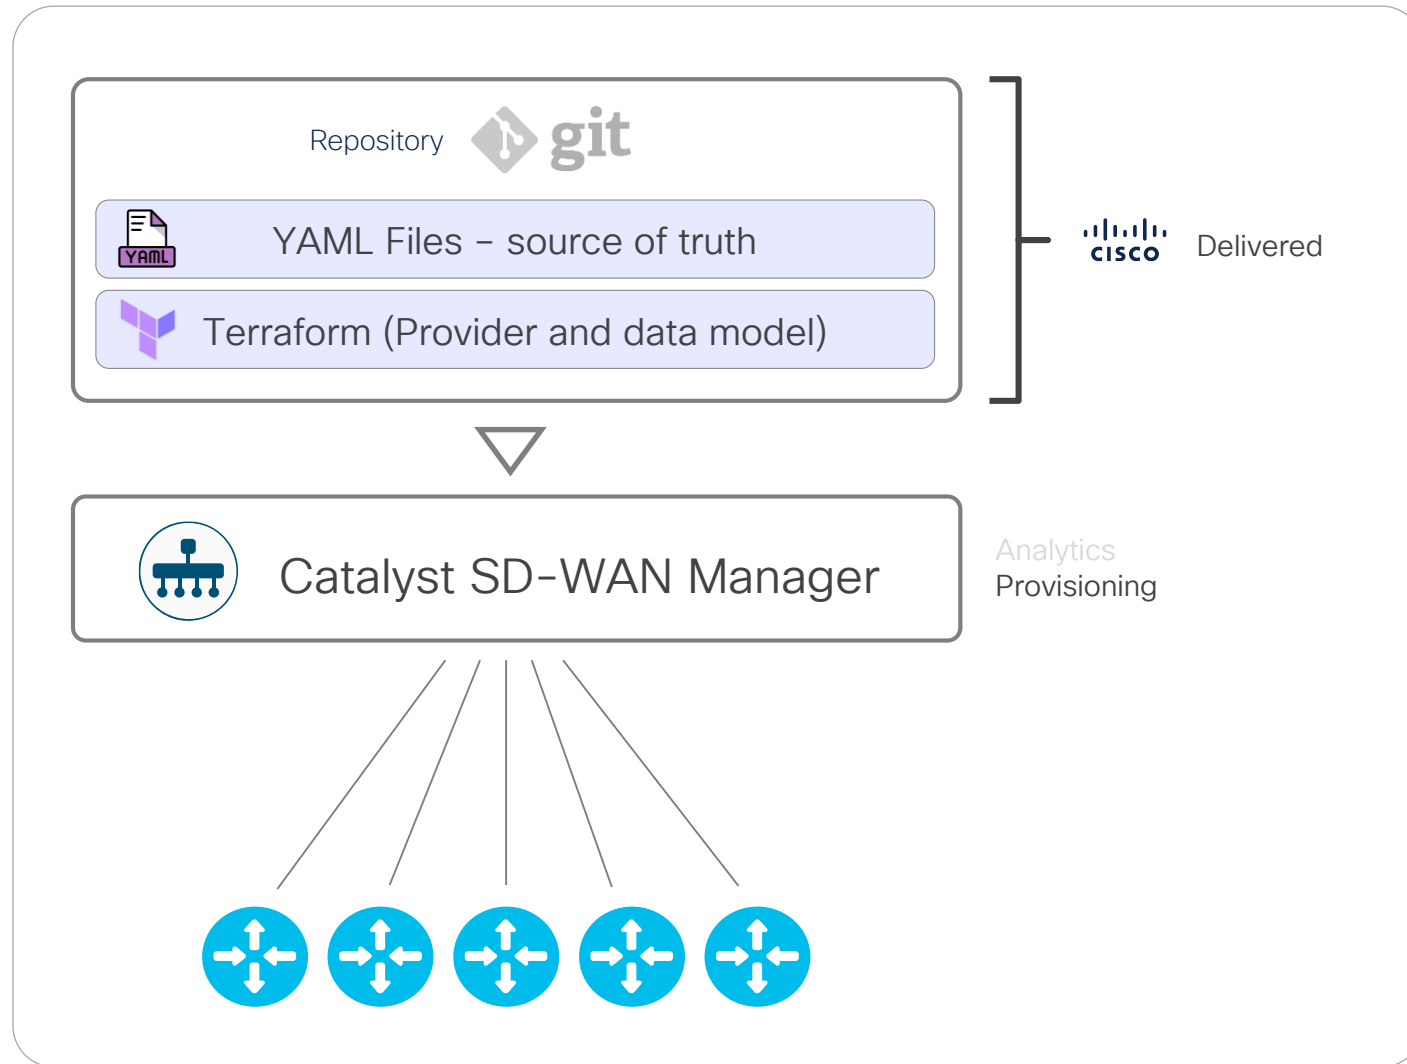 Repository
git
YAML
YAML Files – source of truth
Terraform (Provider and data model)
CISCO
Delivered
Catalyst SD-WAN Manager
Analytics
Provisioning